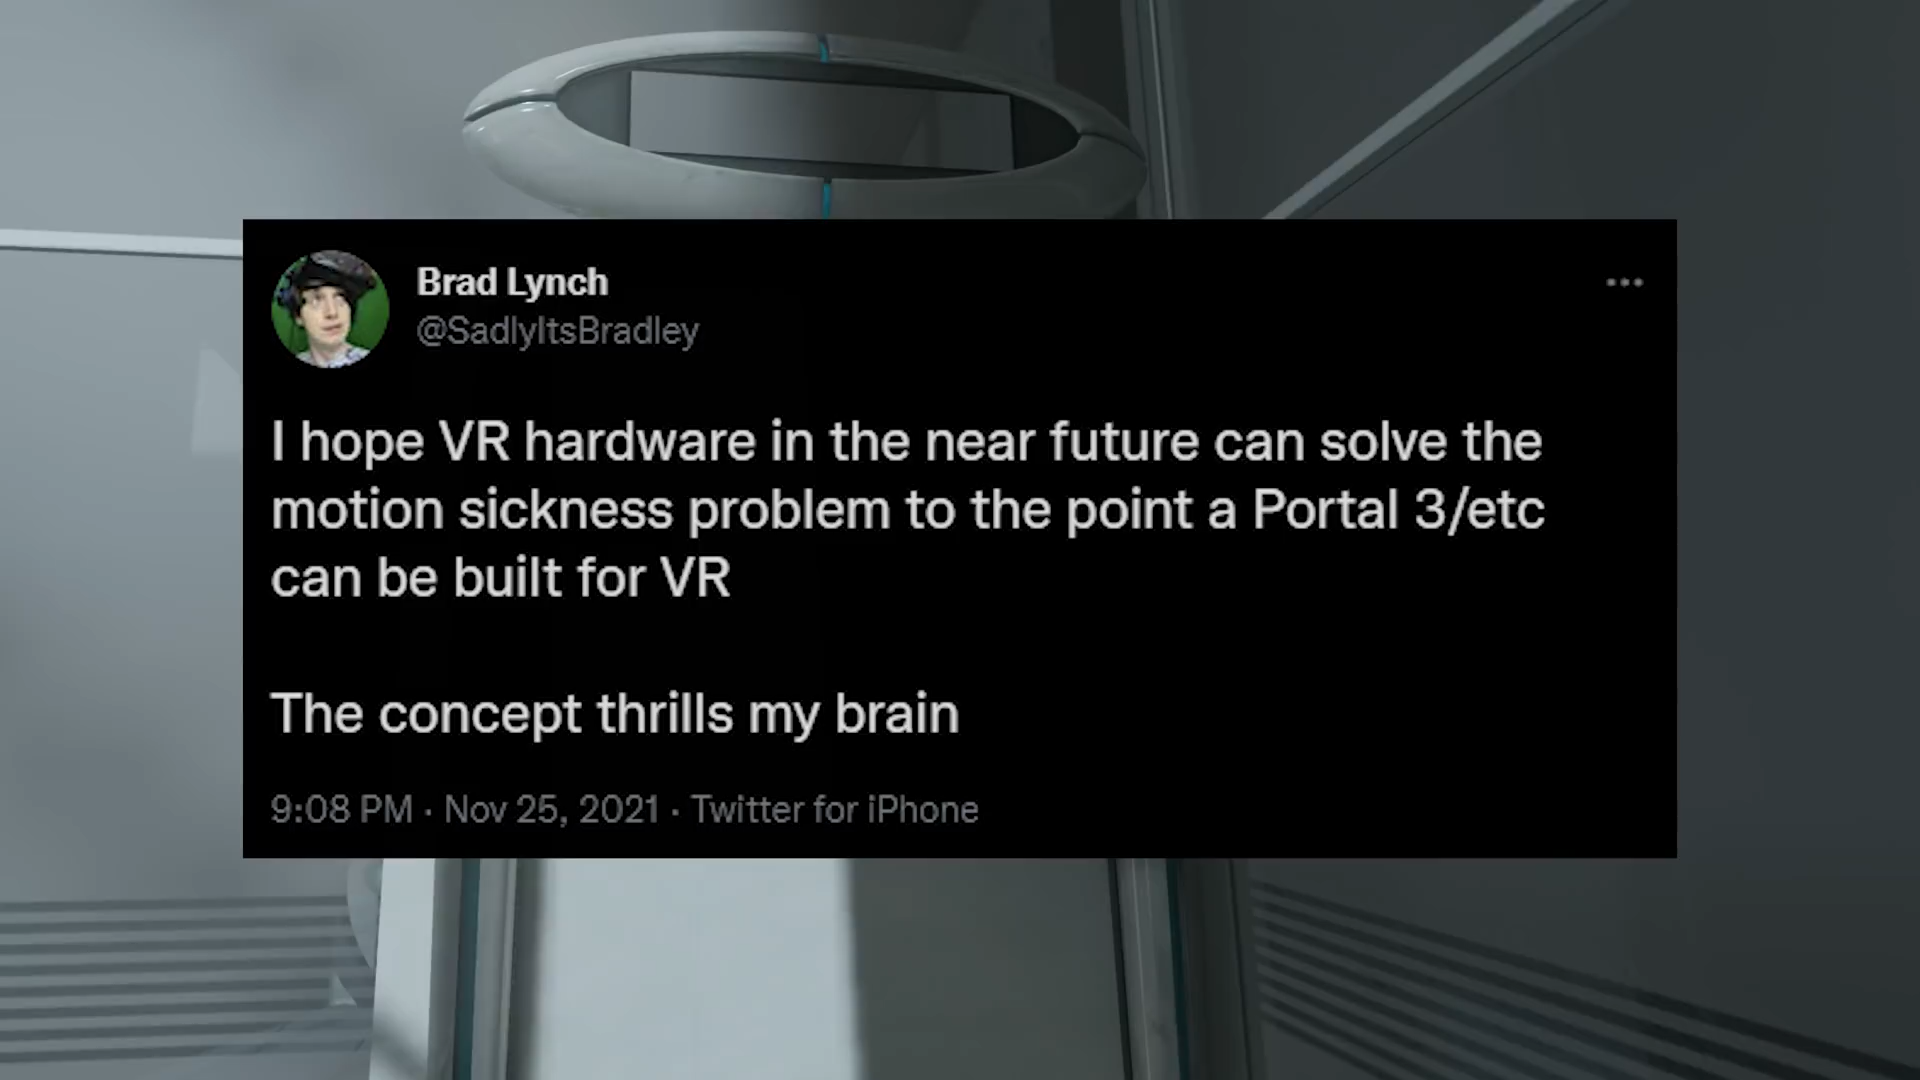 Brad Lynch
@SadlyItsBradley
I hope VR hardware in the near future can solve the
motion sickness problem to the point a Portal 3/etc
can be built for VR
The concept thrills my brain
9:08 PM · Nov 25, 2021 · Twitter for iPhone